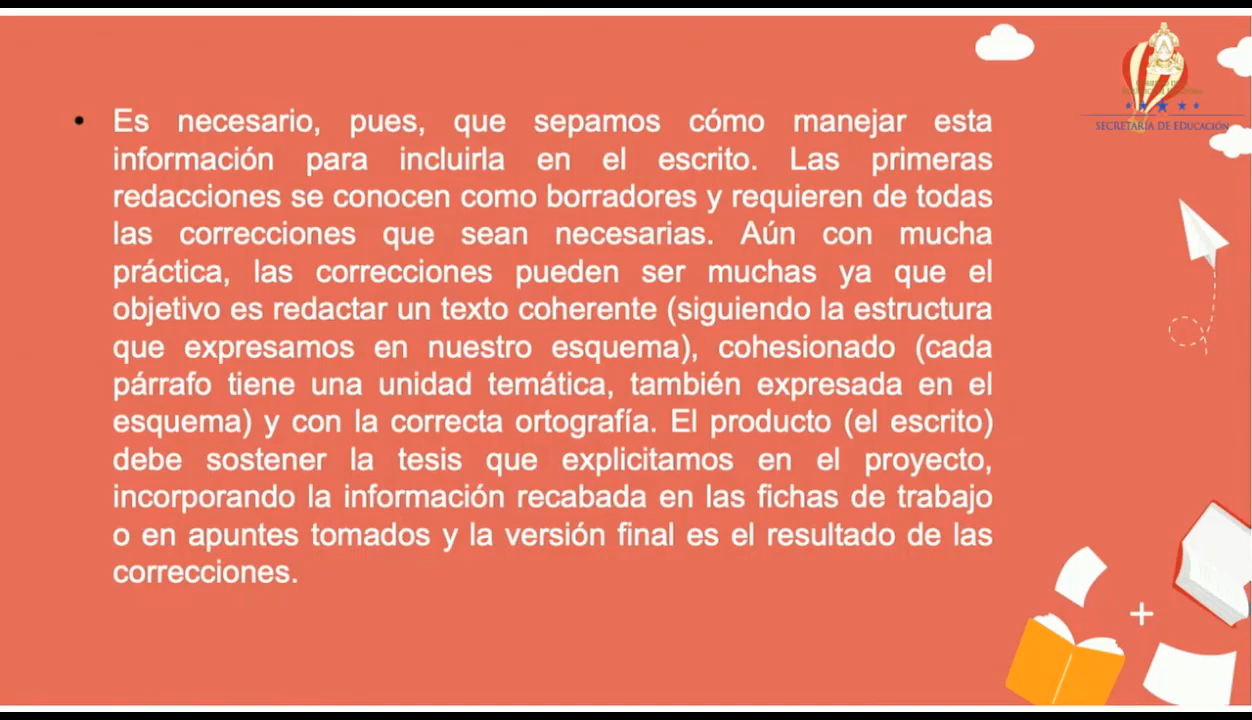 SECRETARÍA DE EDUCACIÓN
• Es necesario, pues, que sepamos cómo manejar esta
información para incluirla en el escrito. Las primeras
redacciones se conocen como borradores y requieren de todas
las correcciones que sean necesarias. Aún con mucha
práctica, las correcciones pueden ser muchas ya que el
objetivo es redactar un texto coherente (siguiendo la estructura
que expresamos en nuestro esquema), cohesionado (cada
párrafo tiene una unidad temática, también expresada en el
esquema) y con la correcta ortografía. El producto (el escrito)
debe sostener la tesis que explicitamos en el proyecto,
incorporando la información recabada en las fichas de trabajo
o en apuntes tomados y la versión final es el resultado de las
correcciones.